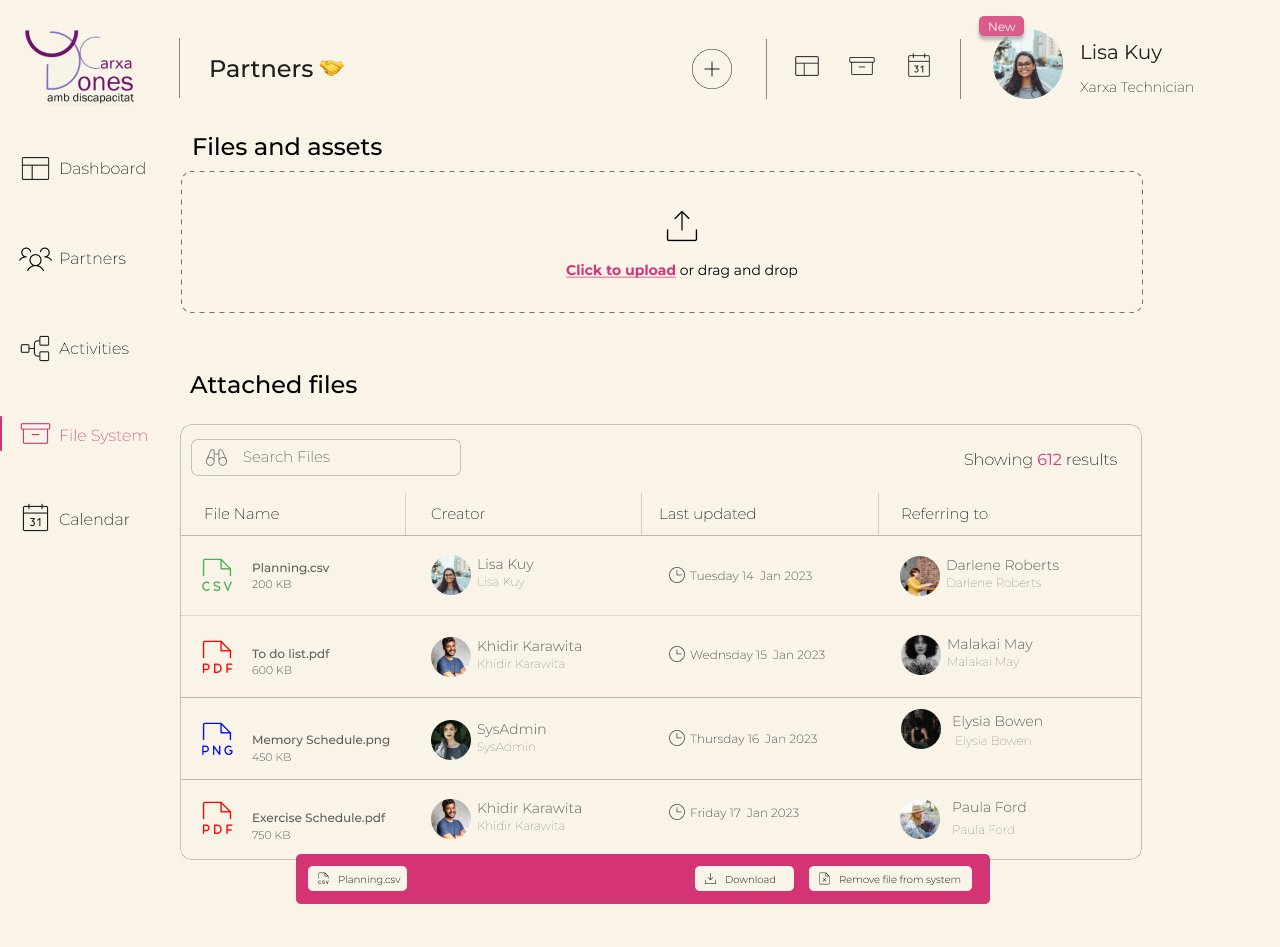 xarxa
Dones
amb discapacitat
Partners
31
New
Lisa Kuy
Xarxa Technician
Dashboard
Partners
Activities
File System
31
Calendar
Files and assets
Click to upload or drag and drop
Attached files
Search Files
Showing 612 results
File Name
Creator
Last updated
Referring to
CSV
Planning.csv
200 KB
Lisa Kuy
Lisa Kuy
Tuesday 14 Jan 2023
Darlene Roberts
Darlene Roberts
PDF
To do list.pdf
600 KB
Khidir Karawita
Khidir Karawita
Wednsday 15 Jan 2023
Malakai May
Malakai May
PNG
Memory Schedule.png
450 KB
SysAdmin
SysAdmin
Thursday 16 Jan 2023
Elysia Bowen
Elysia Bowen
PDF
Exercise Schedule.pdf
750 KB
Khidir Karawita
Khidir Karawita
Friday 17 Jan 2023
Paula Ford
Paula Ford
CSV
Planning.csv
Download
Remove file from system